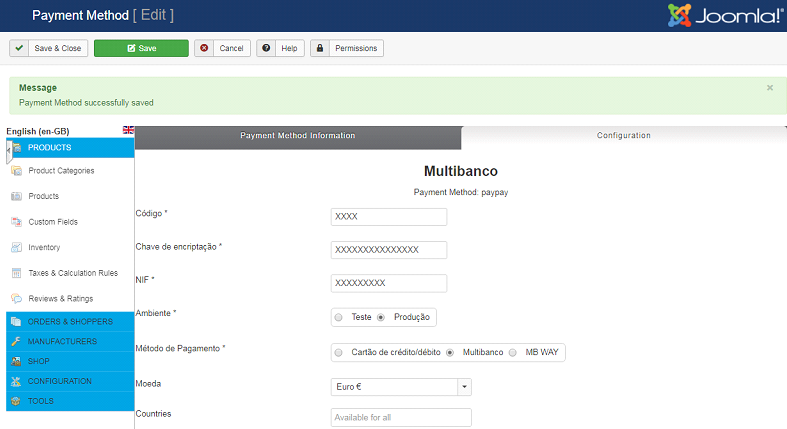 Payment Method [ Edit ]
Joomla!
Save & Close
Save
Cancel
Help
Permissions
Message
×
Payment Method successfully saved
English (en-GB)
PRODUCTS
Product Categories
Products
Custom Fields
Inventory
Taxes & Calculation Rules
Reviews & Ratings
ORDERS & SHOPPERS
MANUFACTURERS
SHOP
CONFIGURATION
TOOLS
Payment Method Information
Configuration
Multibanco
Payment Method: paypay
Código *
XXXX
Chave de encriptação *
XXXXXXXXXXXXXXX
NIF *
XXXXXXXXX
Ambiente *
Teste Produção
Método de Pagamento *
Cartão de crédito/débito Multibanco MB WAY
Moeda
Euro €
Countries
Available for all